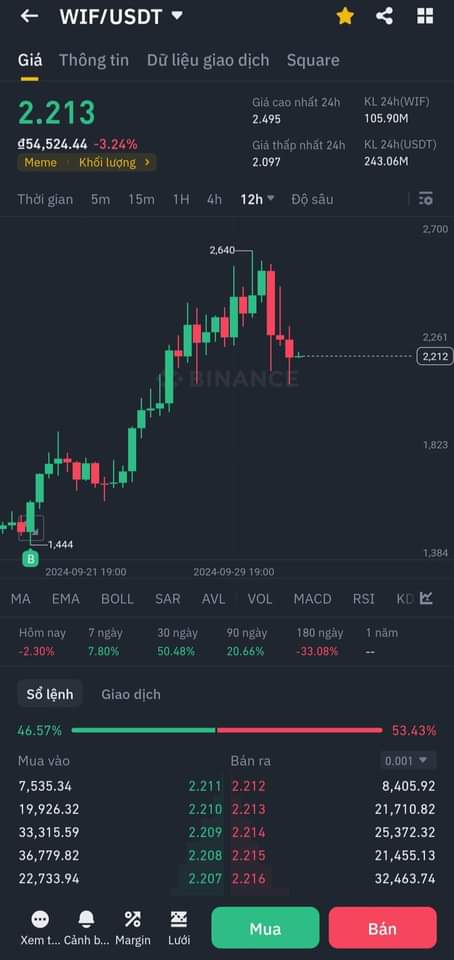 WIF/USDT
Giá Thông tin Dữ liệu giao dịch Square
2.213
₫54,524.44 -3.24%
Meme · Khối lượng
Giá cao nhất 24h KL 24h(WIF)
2.495 105.90M
Giá thấp nhất 24h KL 24h(USDT)
2.097 243.06M
Thời gian 5m 15m 1H 4h 12h Độ sâu
2,700
2,640
2,261
2,212
BINANCE
1,823
1,444
1,384
B
2024-09-21 19:00 2024-09-29 19:00
MA EMA BOLL SAR AVL VOL MACD RSI KD
Hôm nay 7 ngày 30 ngày 90 ngày 180 ngày 1 năm
-2.30% 7.80% 50.48% 20.66% -33.08% --
Sổ lệnh Giao dịch
46.57% 53.43%
Mua vào Bán ra 0.001
7,535.34 2.211 2.212 8,405.92
19,926.32 2.210 2.213 21,710.82
33,315.59 2.209 2.214 25,372.32
36,779.82 2.208 2.215 21,455.13
22,733.94 2.207 2.216 32,463.74
Xem t... Cảnh b... Margin Lưới Mua Bán